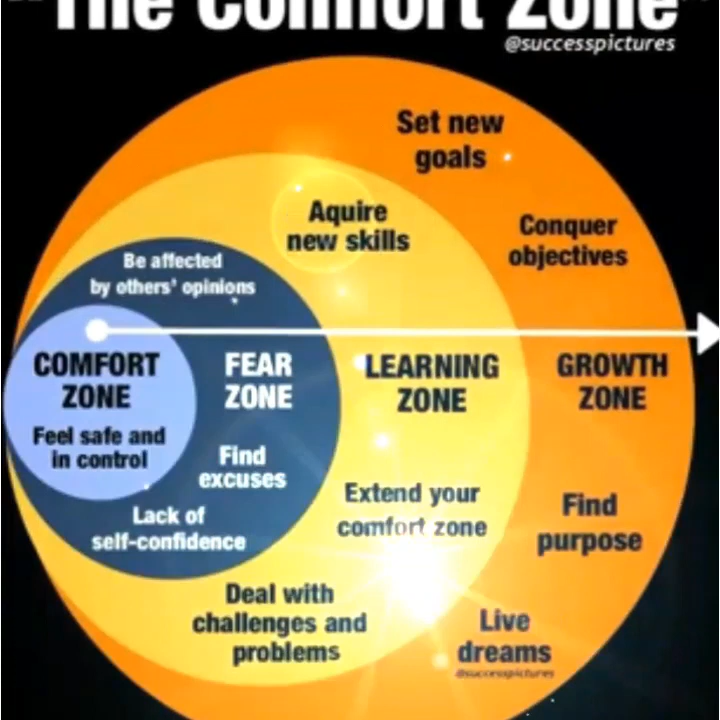 "The Comfort Zone"
@successpictures
Set new
goals
Aquire
new skills
Conquer
objectives
Be affected
by others' opinions
COMFORT
ZONE
FEAR
ZONE
LEARNING
ZONE
GROWTH
ZONE
Feel safe and
in control
Find
excuses
Lack of
self-confidence
Extend your
comfort zone
Find
purpose
Deal with
challenges and
problems
Live
dreams
@successpictures